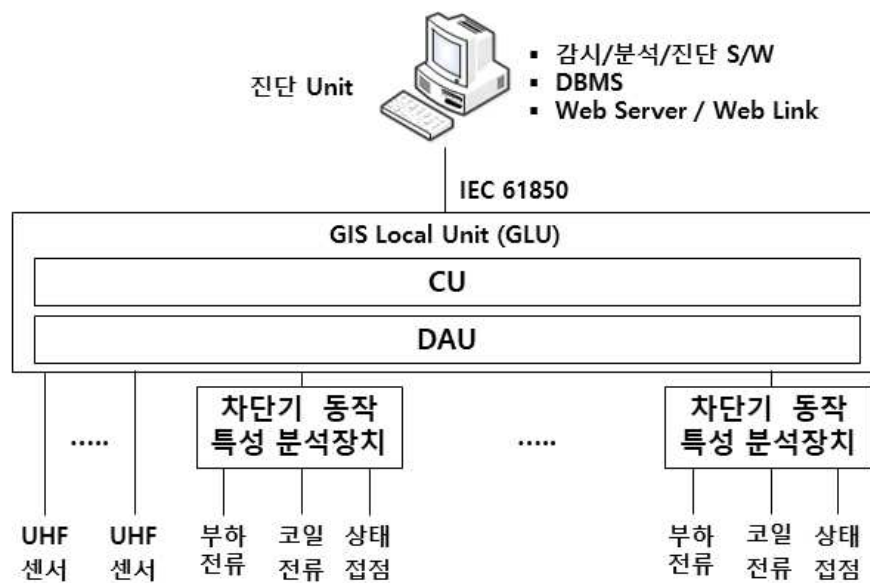 진단 Unit
▪ 감시/분석/진단 S/W
▪ DBMS
▪ Web Server / Web Link
IEC 61850
GIS Local Unit (GLU)
CU
DAU
차단기 동작
특성 분석장치
.....
.....
차단기 동작
특성 분석장치
UHF
센서
UHF
센서
부하
전류
코일
전류
상태
접점
부하
전류
코일
전류
상태
접점